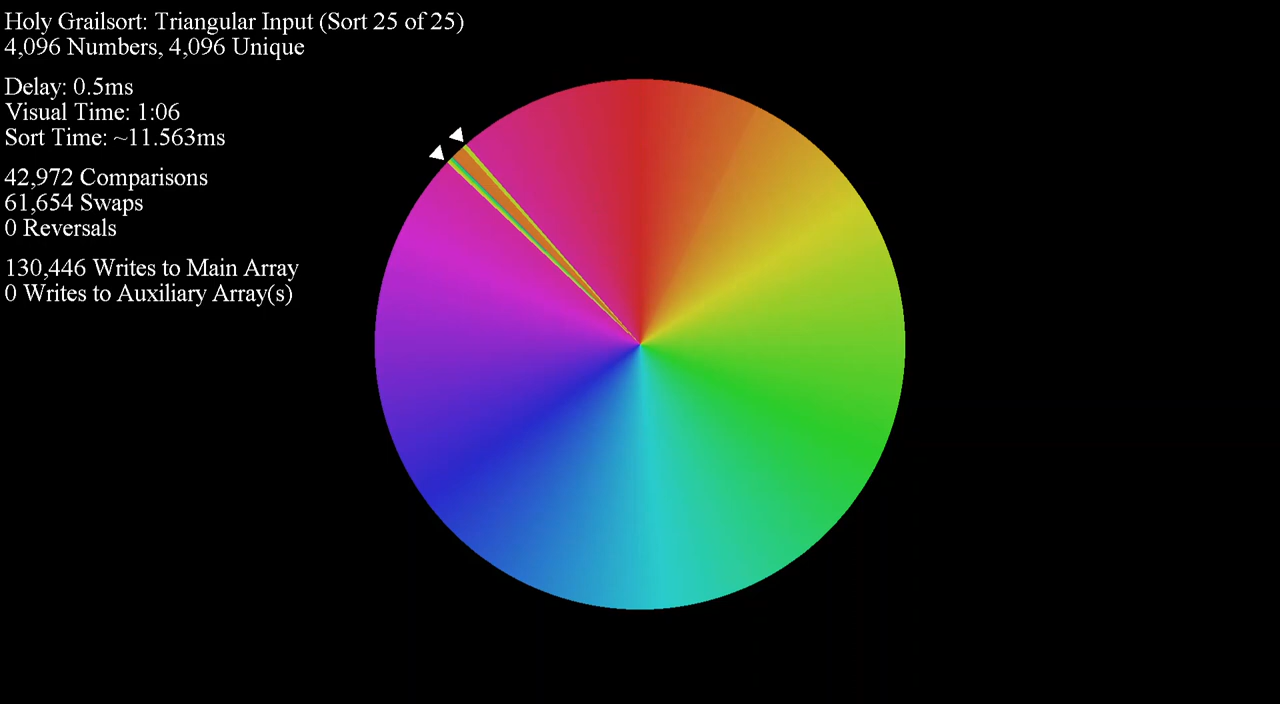 Holy Grailsort: Triangular Input (Sort 25 of 25)
4,096 Numbers, 4,096 Unique
Delay: 0.5ms
Visual Time: 1:06
Sort Time: ~11.563ms
42,972 Comparisons
61,654 Swaps
0 Reversals
130,446 Writes to Main Array
0 Writes to Auxiliary Array(s)